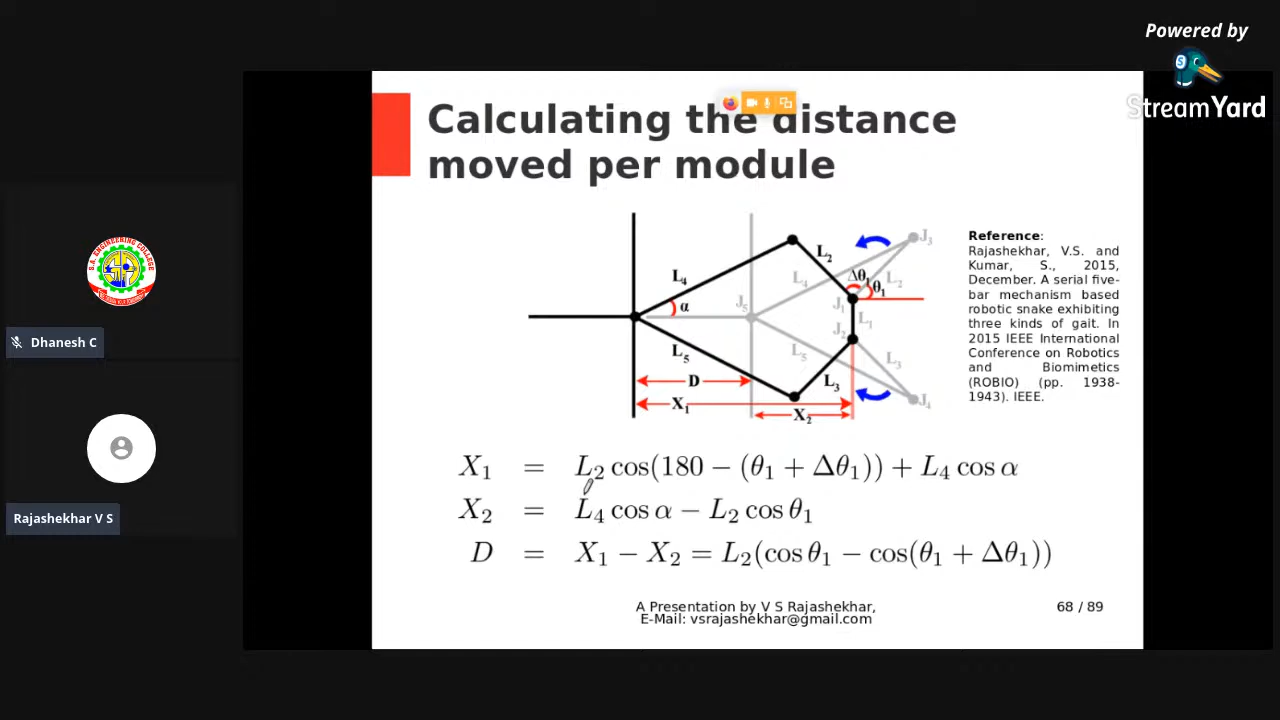 Powered by
StreamYard
Calculating the distance
moved per module
L₄
α
L₅
D
X₁
X₂
L₂
Δθ₁
θ₁
L₃
J₃
L₂
L₄
J₅
J₁
L₁
J₂
L₅
L₃
J₄
Reference:
Rajashekhar, V.S. and
Kumar, S., 2015,
December. A serial five-
bar mechanism based
robotic snake exhibiting
three kinds of gait. In
2015 IEEE International
Conference on Robotics
and Biomimetics
(ROBIO) (pp. 1938-
1943). IEEE.
X₁ = L₂ cos(180 − (θ₁ + Δθ₁)) + L₄ cos α
X₂ = L₄ cos α − L₂ cos θ₁
D = X₁ − X₂ = L₂(cos θ₁ − cos(θ₁ + Δθ₁))
A Presentation by V S Rajashekhar,
E-Mail: vsrajashekhar@gmail.com
68 / 89
Dhanesh C
Rajashekhar V S